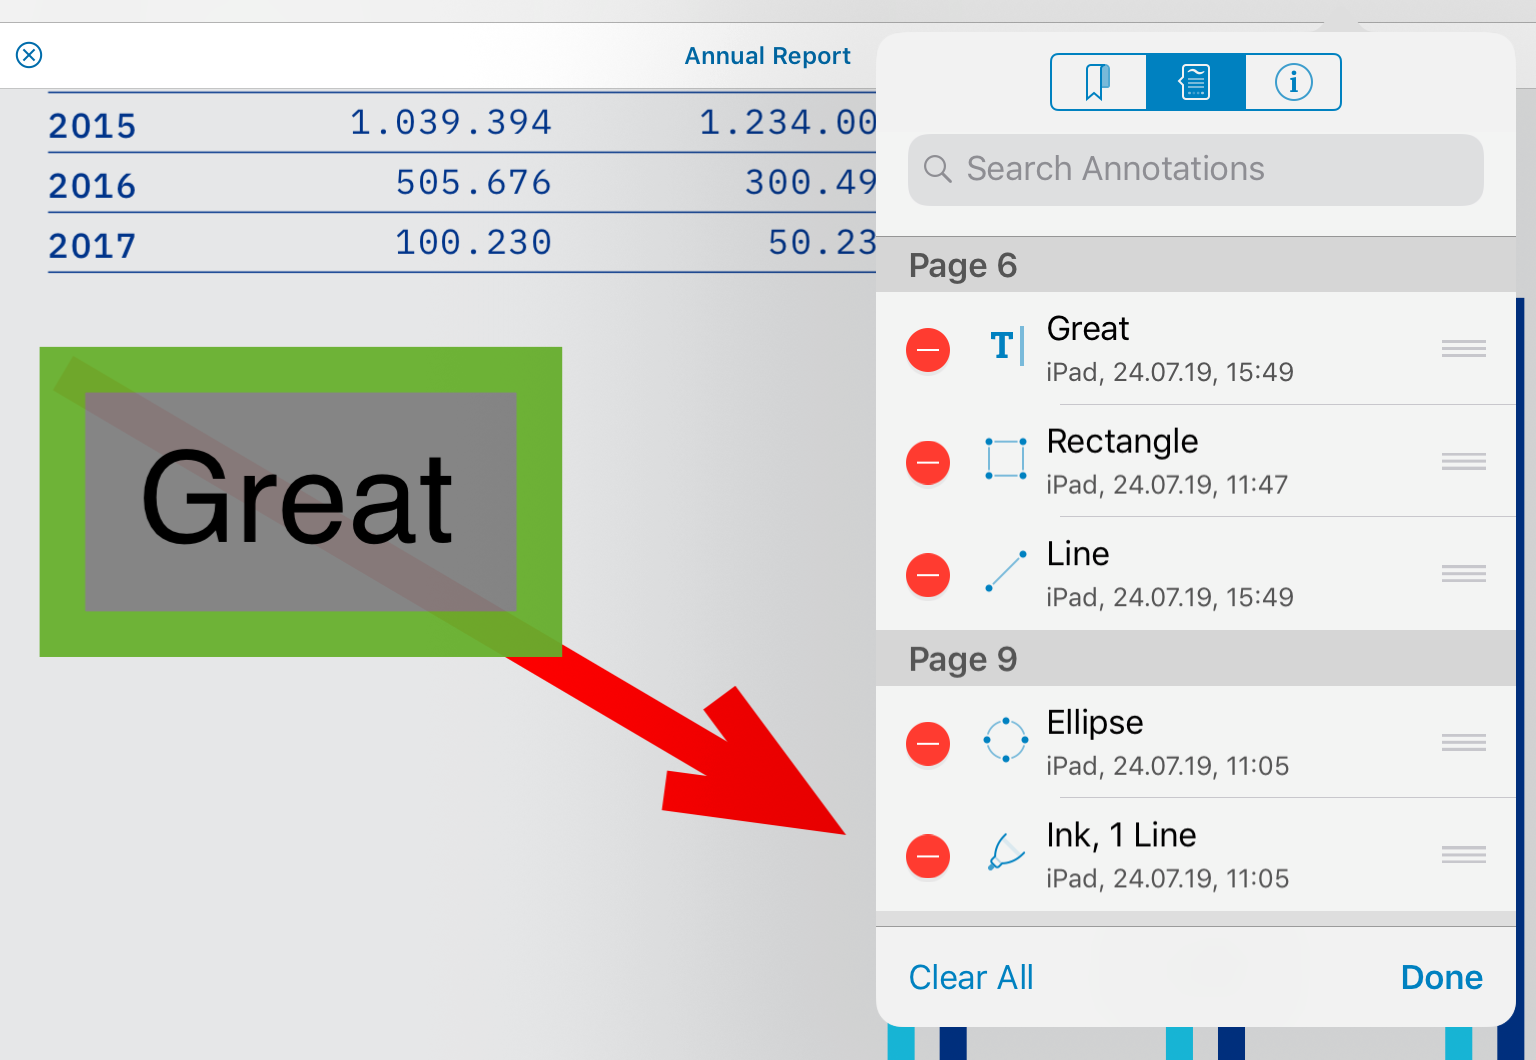 Annual Report
2015 1.039.394 1.234.00
2016 505.676 300.49
2017 100.230 50.23
Great
Search Annotations
Page 6
Great
iPad, 24.07.19, 15:49
Rectangle
iPad, 24.07.19, 11:47
Line
iPad, 24.07.19, 15:49
Page 9
Ellipse
iPad, 24.07.19, 11:05
Ink, 1 Line
iPad, 24.07.19, 11:05
Clear All Done